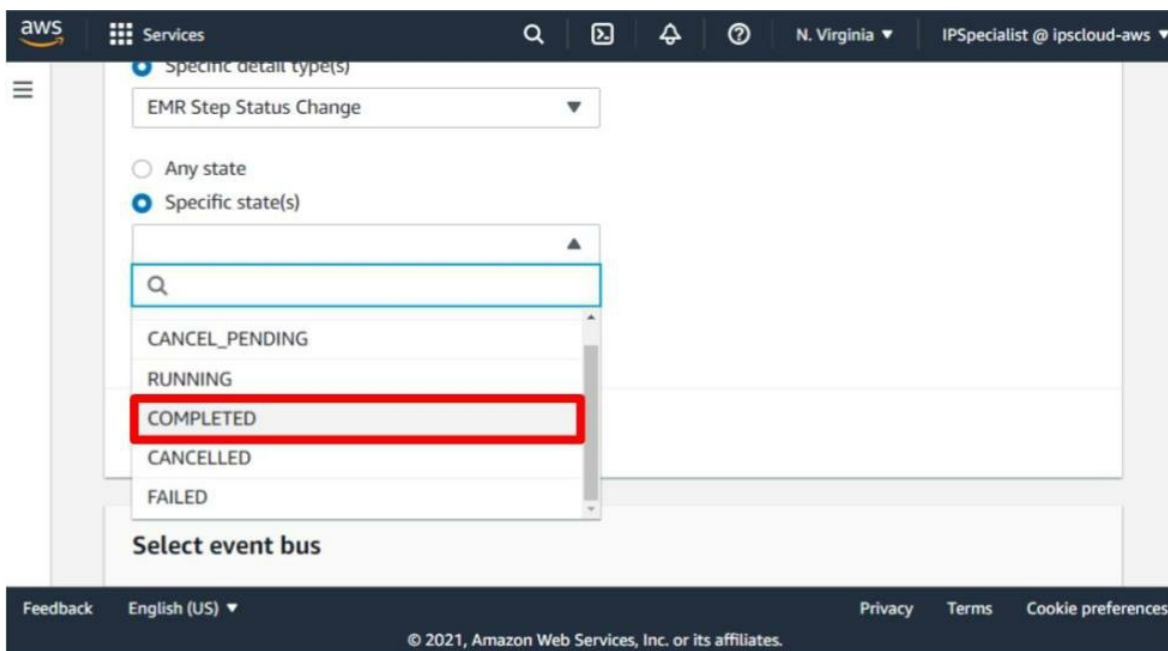 aws
Services
N. Virginia ▼
IPSpecialist @ ipscloud-aws ▼
Specific detail type(s)
EMR Step Status Change
Any state
Specific state(s)
CANCEL_PENDING
RUNNING
COMPLETED
CANCELLED
FAILED
Select event bus
Feedback
English (US) ▼
Privacy
Terms
Cookie preferences
© 2021, Amazon Web Services, Inc. or its affiliates.